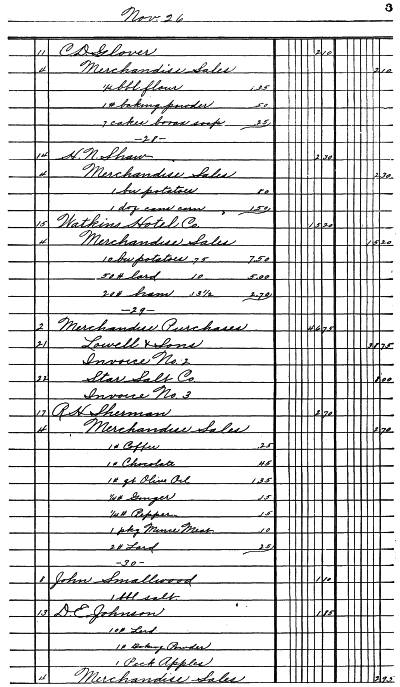 3
Nov. 26
11 C.D. Glover 2 10
4 Merchandise Sales 2 10
¼ bbl flour 1.35
1# baking powder 50
7 cakes borax soap 25
-28-
14 H.N. Shaw 2 30
4 Merchandise Sales 2 30
1 bu potatoes 80
1 doz cans corn 1.50
15 Watkins Hotel Co. 15 20
4 Merchandise Sales 15 20
10 bu potatoes 75 7.50
50# lard 10 5.00
20# ham 13½ 2.70
-29-
2 Merchandise Purchases 46 75
21 Lowell & Sons 38 75
Invoice No. 2
22 Star Salt Co. 8 00
Invoice No. 3
17 R.H. Sherman 2 70
4 Merchandise Sales 2 70
1# Coffee 25
1# Chocolate 45
1# qt Olive Oil 1.35
¼# Ginger 15
¼# Pepper 15
1 pkg Mince Meat 10
2# Lard 25
-30-
8 John Smallwood 1 10
1 bbl salt
13 D.E. Johnson 1 85
10# Lard
1# Baking Powder
1 Peck Apples
4 Merchandise Sales 2 95